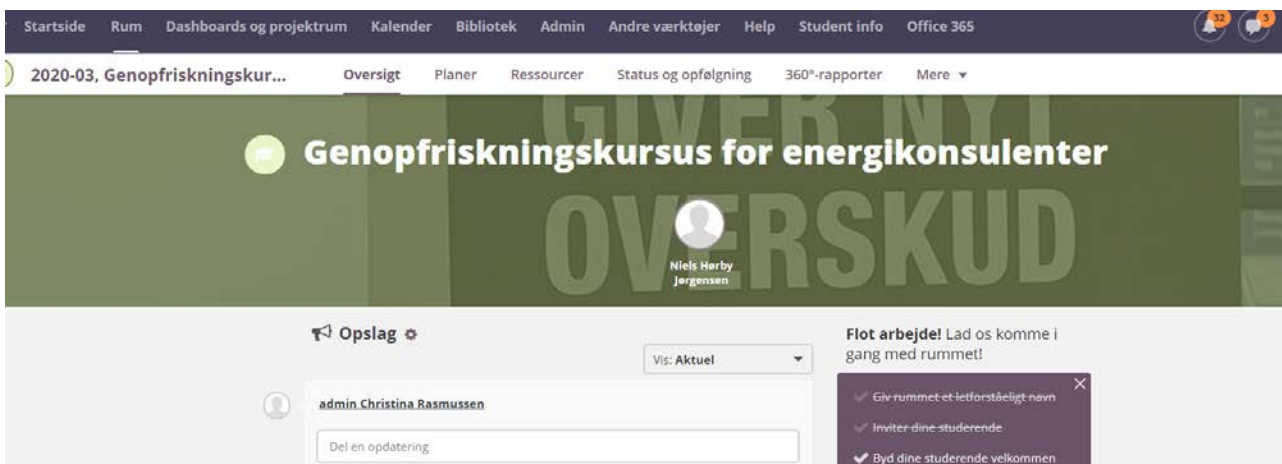 Startside Rum Dashboards og projektrum Kalender Bibliotek Admin Andre værktøjer Help Student info Office 365 32 3
2020-03, Genopfriskningskur... Oversigt Planer Ressourcer Status og opfølgning 360°-rapporter Mere
GIVER NYT
Genopfriskningskursus for energikonsulenter
OVERSKUD
Niels Hørby
Jørgensen
Opslag
Vis: Aktuel
admin Christina Rasmussen
Del en opdatering
Flot arbejde! Lad os komme i
gang med rummet!
Giv rummet et letforståeligt navn
Inviter dine studerende
Byd dine studerende velkommen